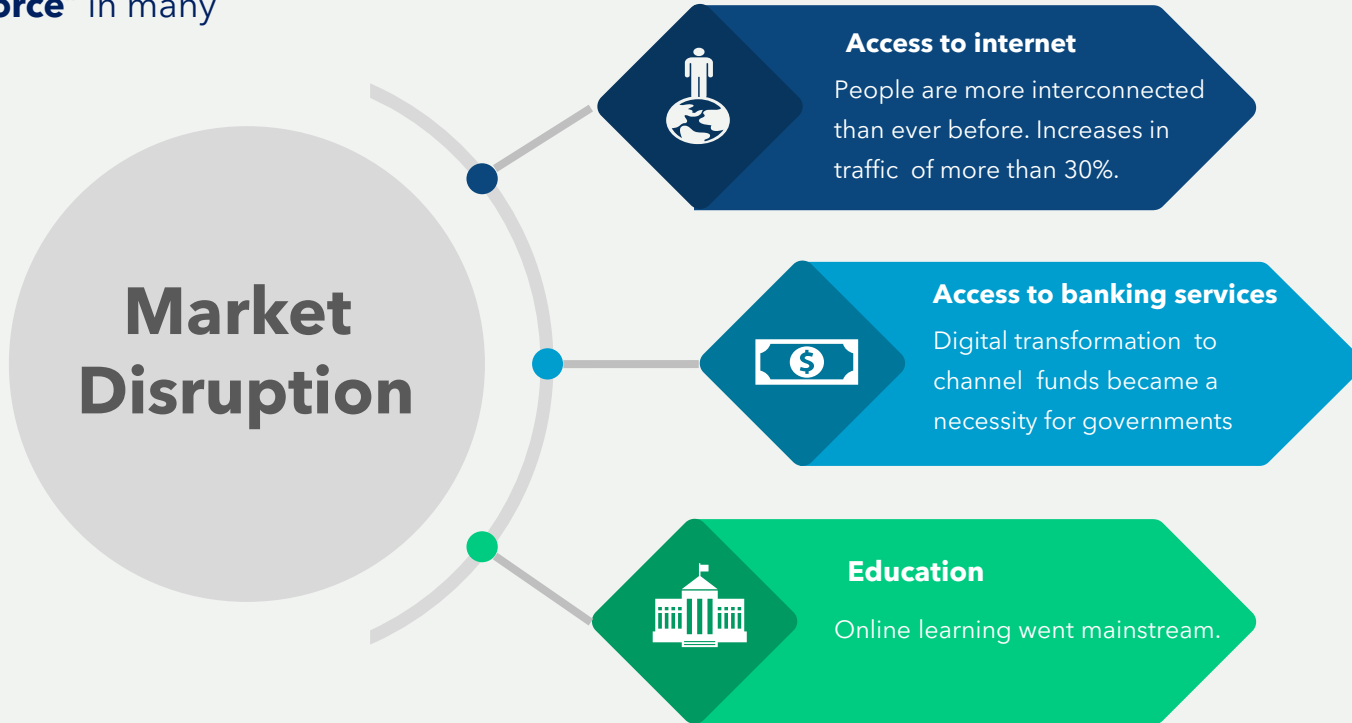 in many
Market
Disruption
Access to internet
People are more interconnected
than ever before. Increases in
traffic of more than 30%.
Access to banking services
Digital transformation to
channel funds became a
necessity for governments
Education
Online learning went mainstream.
$